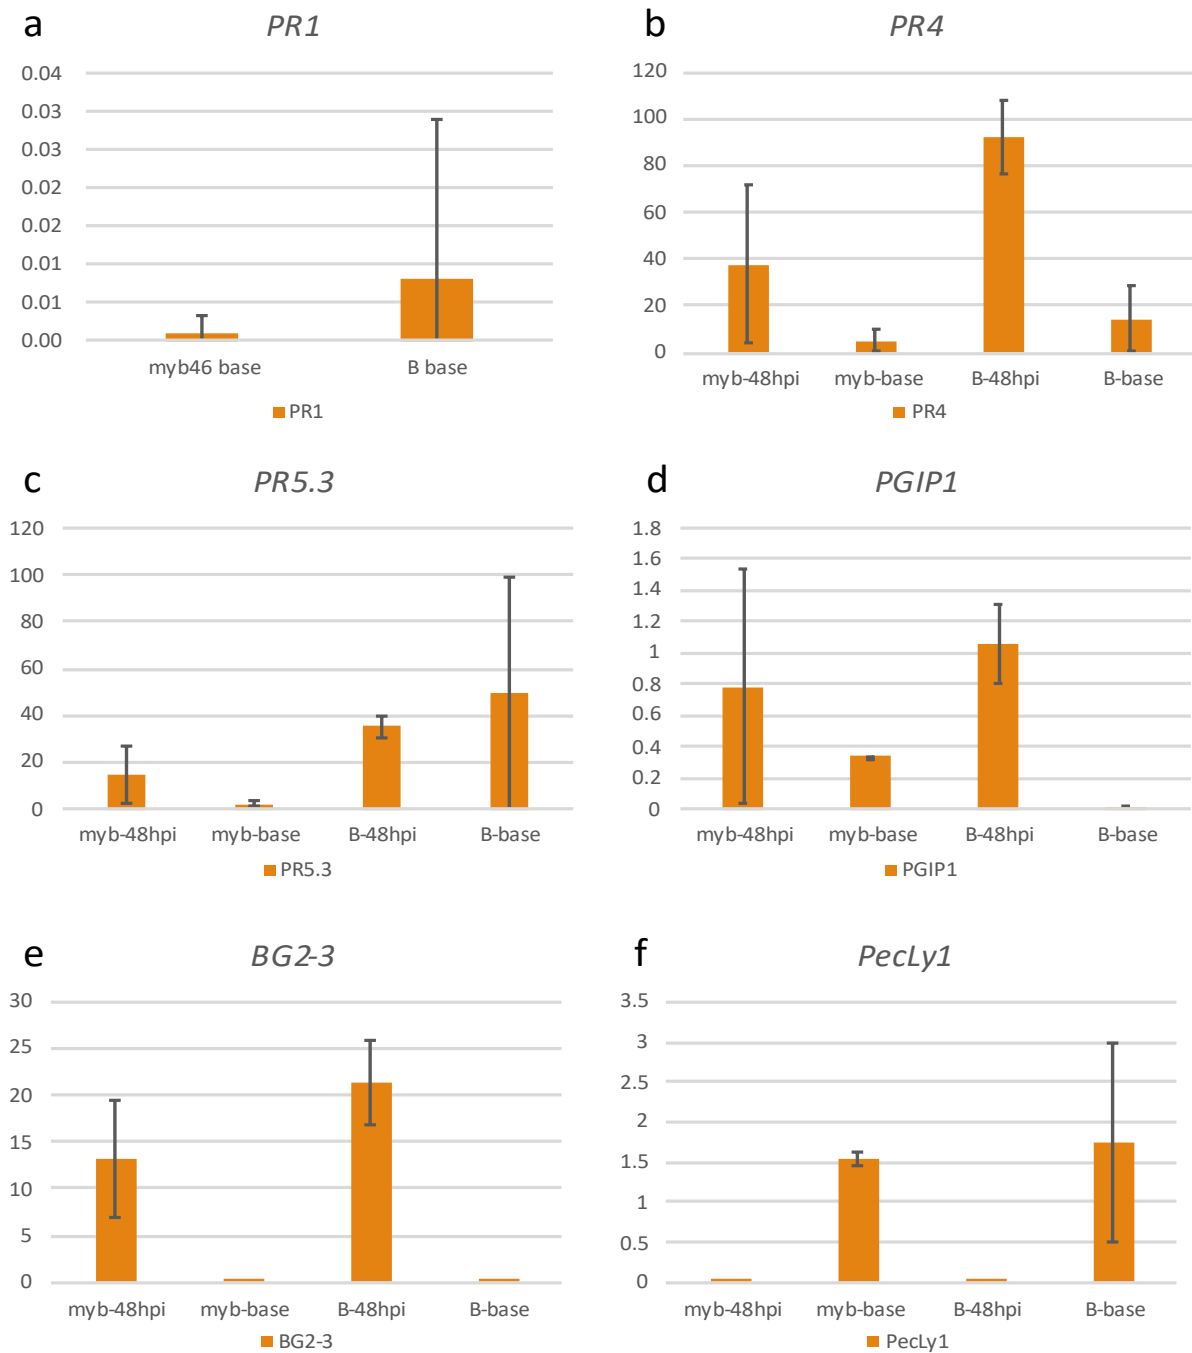 a PR1
0.04
0.03
0.03
0.02
0.02
0.01
0.01
0.00
myb46 base B base
PR1
b PR4
120
100
80
60
40
20
0
myb-48hpi myb-base B-48hpi B-base
PR4
c PR5.3
120
100
80
60
40
20
0
myb-48hpi myb-base B-48hpi B-base
PR5.3
d PGIP1
1.8
1.6
1.4
1.2
1
0.8
0.6
0.4
0.2
0
myb-48hpi myb-base B-48hpi B-base
PGIP1
e BG2-3
30
25
20
15
10
5
0
myb-48hpi myb-base B-48hpi B-base
BG2-3
f PecLy1
3.5
3
2.5
2
1.5
1
0.5
0
myb-48hpi myb-base B-48hpi B-base
PecLy1